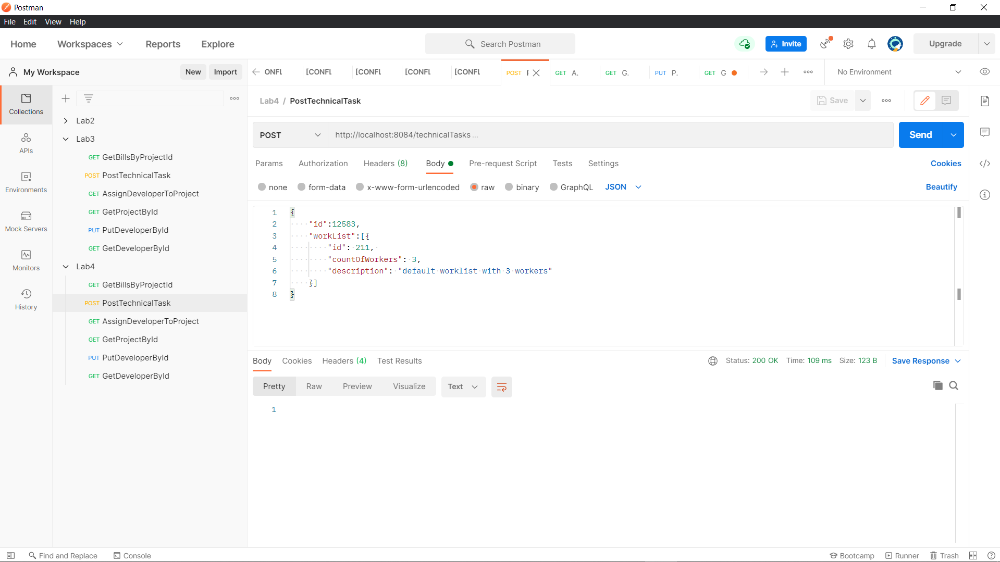 Postman
File Edit View Help
Home Workspaces Reports Explore Search Postman Invite Upgrade
My Workspace New Import ONFL [CONFL [CONFL [CONFL [CONFL POST GET A. GET G. PUT P. GET G No Environment
Lab4 / PostTechnicalTask Save
Collections
APIs
Environments
Mock Servers
Monitors
History
Lab2
Lab3
GET GetBillsByProjectId
POST PostTechnicalTask
GET AssignDeveloperToProject
GET GetProjectById
PUT PutDeveloperById
GET GetDeveloperById
Lab4
GET GetBillsByProjectId
POST PostTechnicalTask
GET AssignDeveloperToProject
GET GetProjectById
PUT PutDeveloperById
GET GetDeveloperById
POST http://localhost:8084/technicalTasks ... Send
Params Authorization Headers (8) Body Pre-request Script Tests Settings Cookies
none form-data x-www-form-urlencoded raw binary GraphQL JSON Beautify
1 {
2 "id":12583,
3 "workList":[{
4 "id": 211,
5 "countOfWorkers": 3,
6 "description": "default worklist with 3 workers"
7 }]
8 }
Body Cookies Headers (4) Test Results Status: 200 OK Time: 109 ms Size: 123 B Save Response
Pretty Raw Preview Visualize Text
1
Find and Replace Console Bootcamp Runner Trash